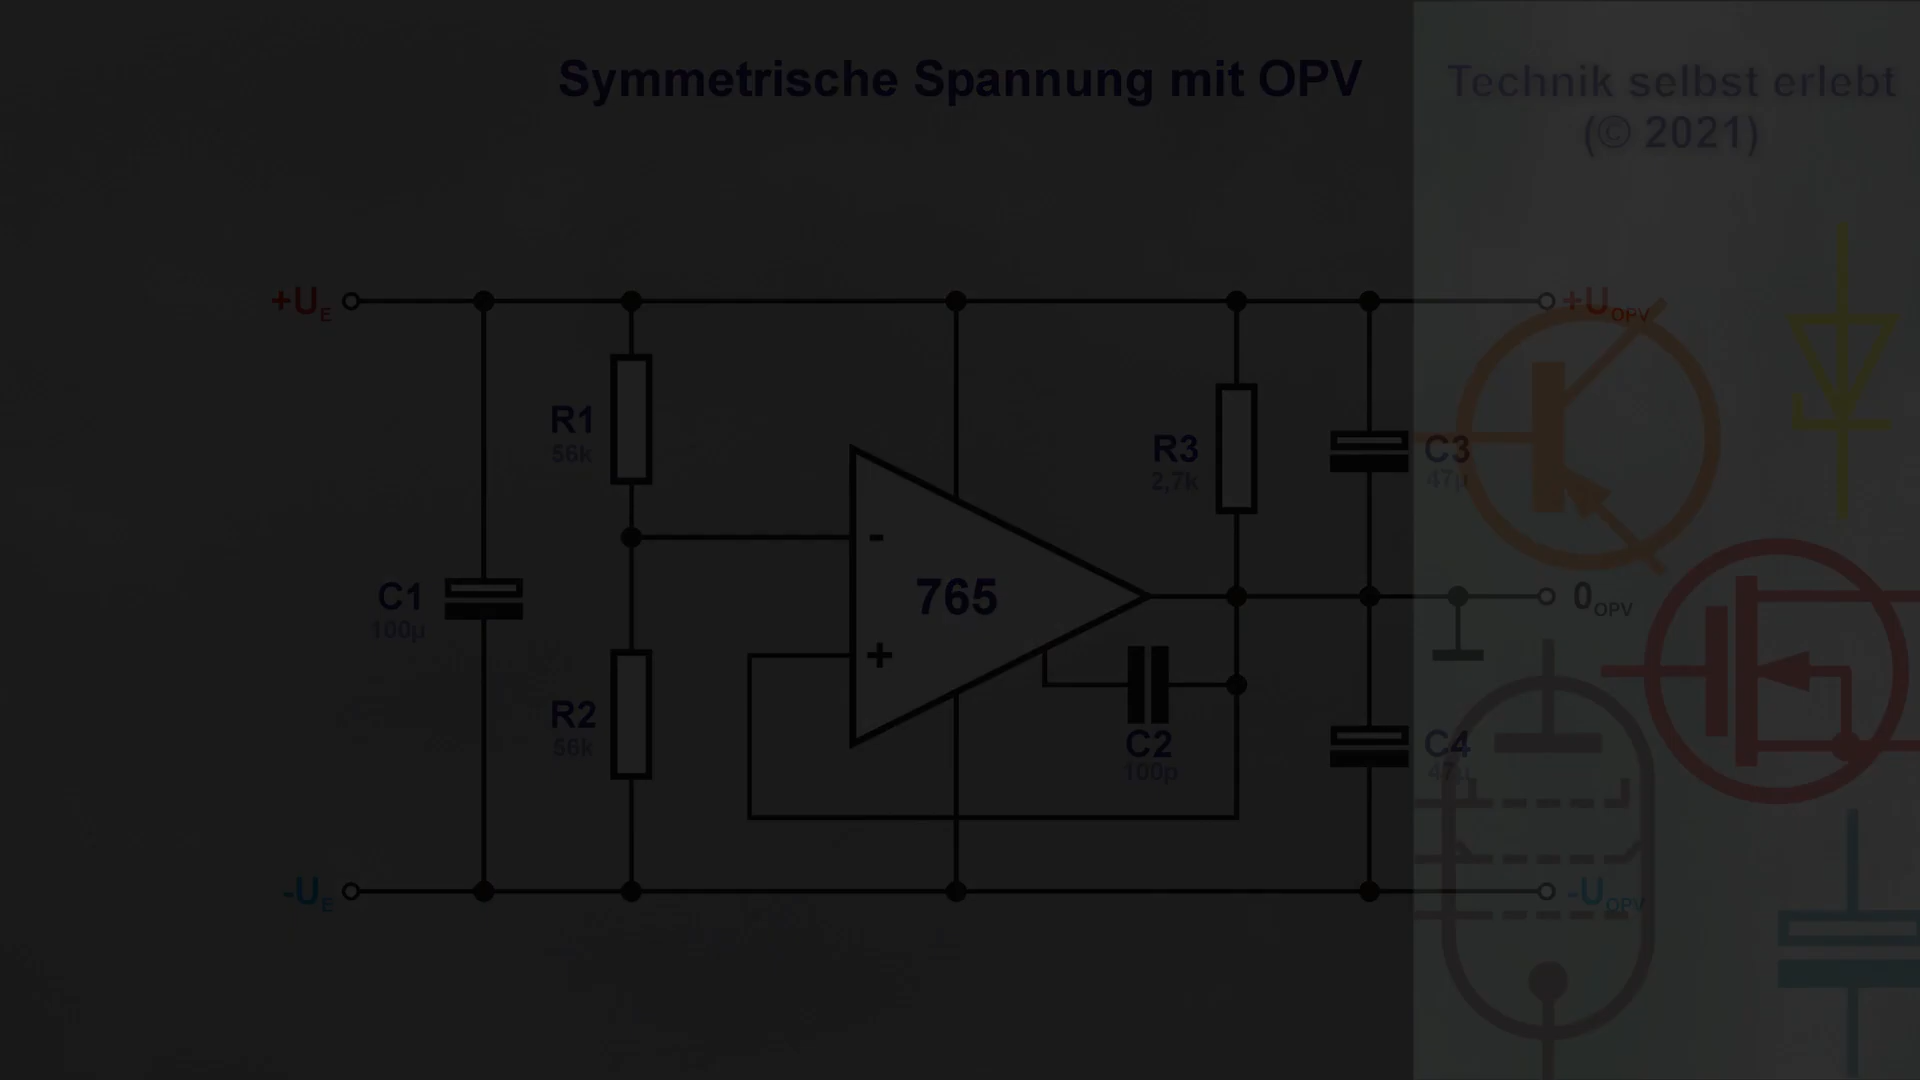 Symmetrische Spannung mit OPV
Technik selbst erlebt
(© 2021)
+UE
+UOPV
R1
56k
R3
2,7k
C3
47µ
-
C1
100µ
765
0OPV
+
R2
56k
C2
100p
C4
47µ
-UE
-UOPV